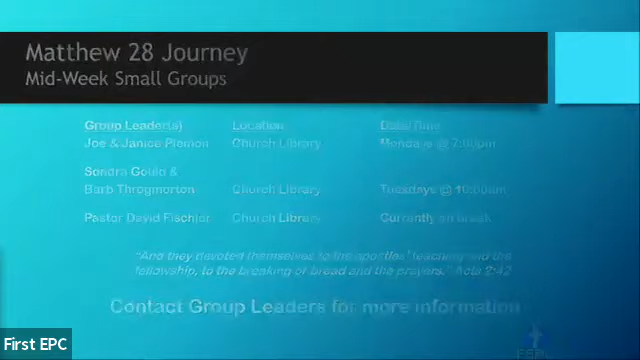 Matthew 28 Journey
Mid-Week Small Groups
Group Leader(s) Location Date/Time
Joe & Janice Piemon Church Library Mondays @ 7:00pm
Sondra Gould &
Barb Throgmorton Church Library Tuesdays @ 10:00am
Pastor David Fischler Church Library Currently on break
"And they devoted themselves to the apostles' teaching and the
fellowship, to the breaking of bread and the prayers." Acts 2:42
Contact Group Leaders for more information
First EPC